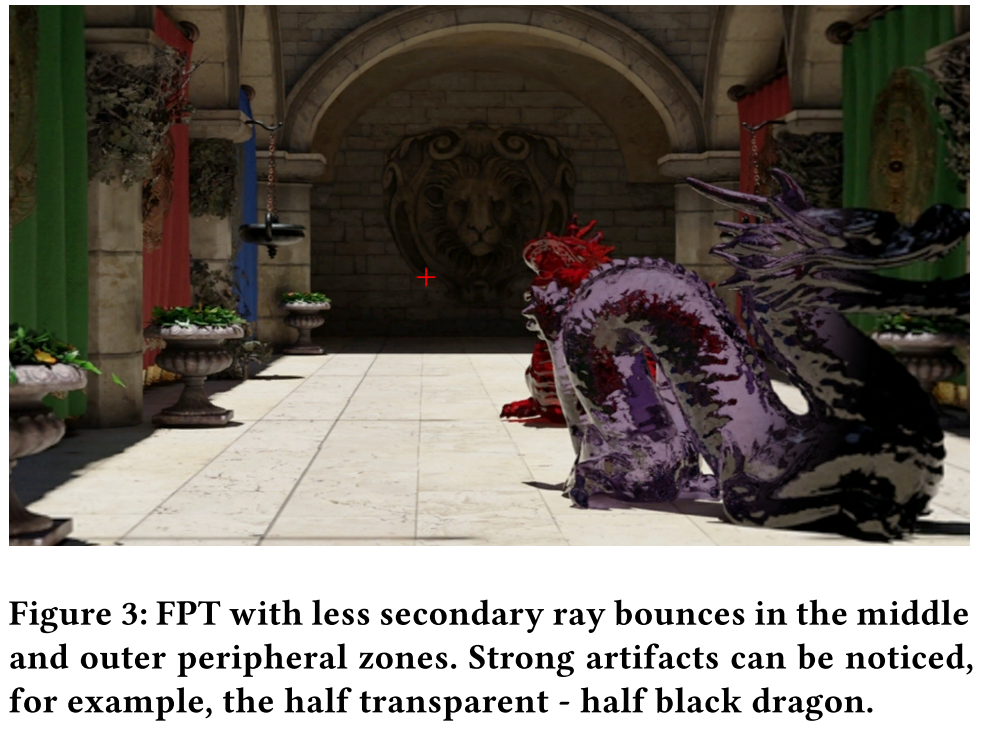 Figure 3: FPT with less secondary ray bounces in the middle
and outer peripheral zones. Strong artifacts can be noticed,
for example, the half transparent - half black dragon.